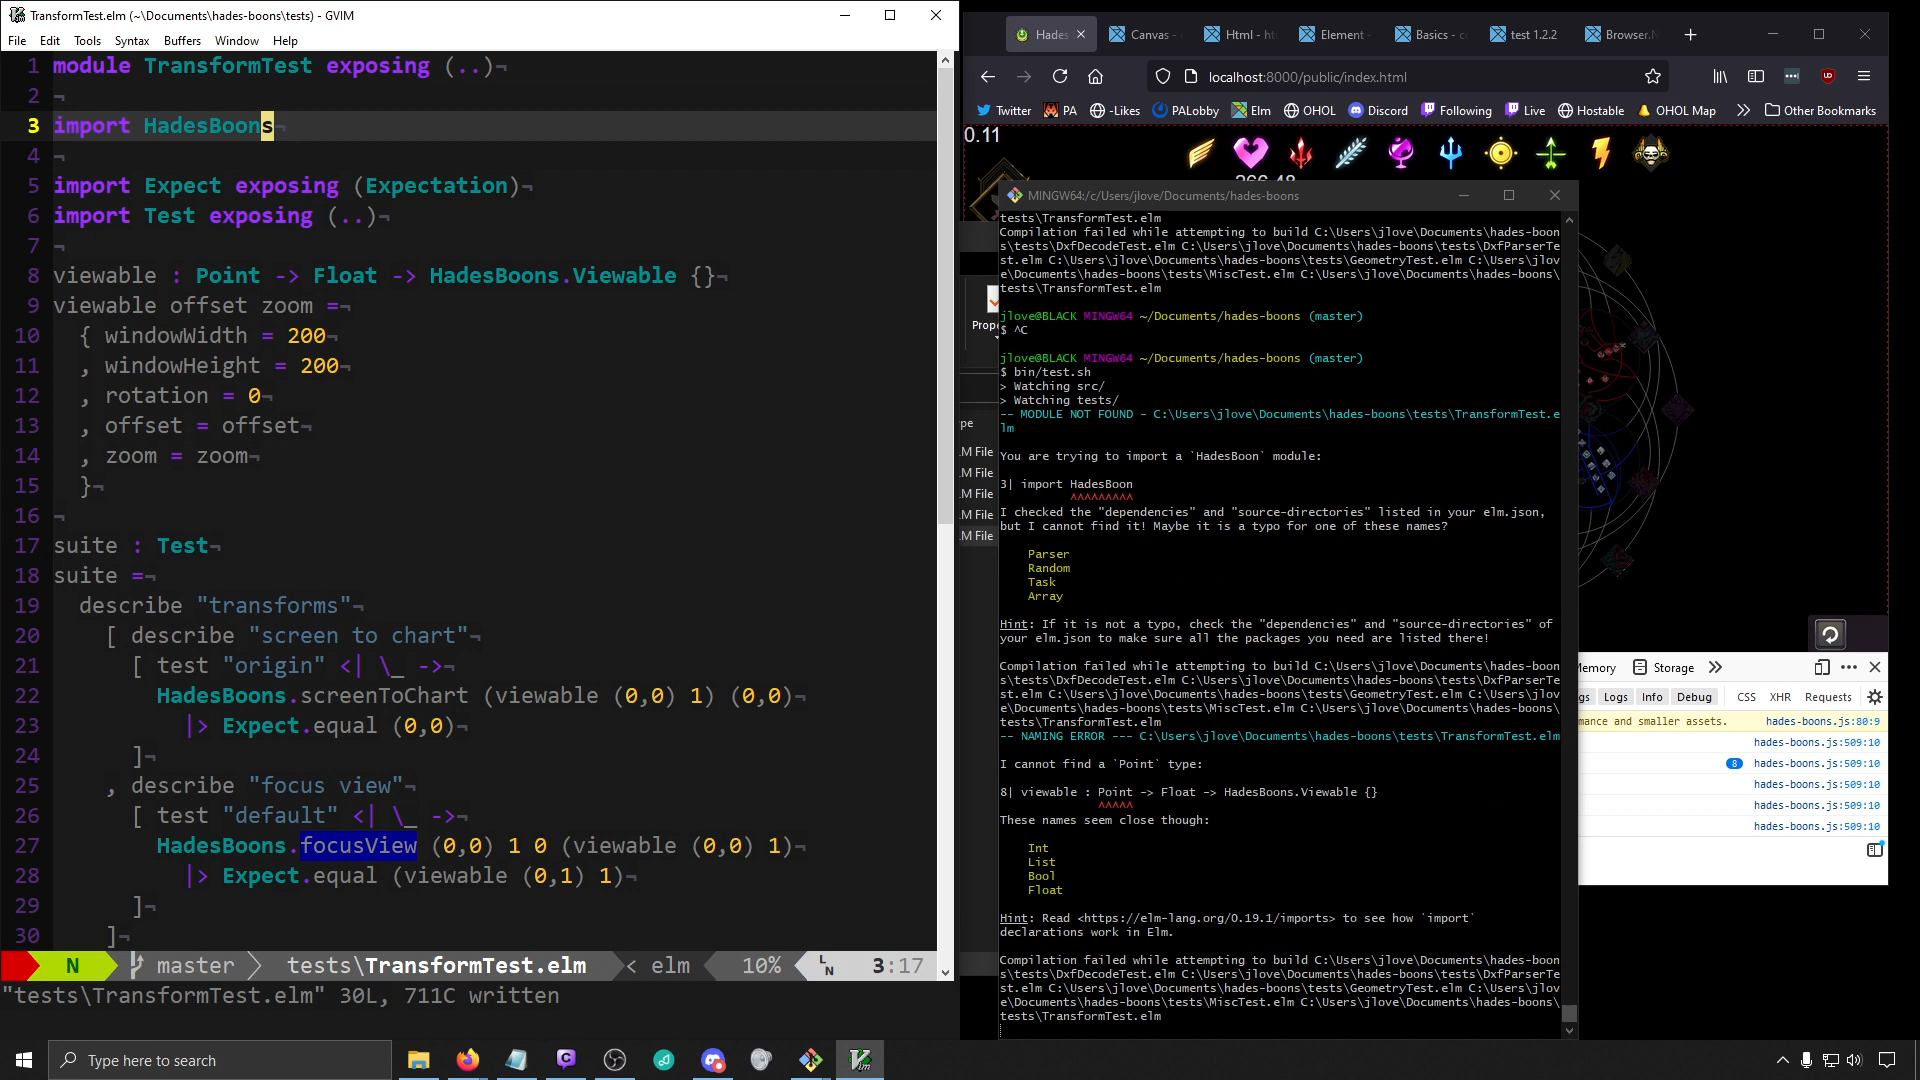 TransformTest.elm (~\Documents\hades-boons\tests) - GVIM
File Edit Tools Syntax Buffers Window Help
1 module TransformTest exposing (..)¬
2 ¬
3 import HadesBoons¬
4 ¬
5 import Expect exposing (Expectation)¬
6 import Test exposing (..)¬
7 ¬
8 viewable : Point -> Float -> HadesBoons.Viewable {}¬
9 viewable offset zoom =¬
10 { windowWidth = 200¬
11 , windowHeight = 200¬
12 , rotation = 0¬
13 , offset = offset¬
14 , zoom = zoom¬
15 }¬
16 ¬
17 suite : Test¬
18 suite =¬
19 describe "transforms"¬
20 [ describe "screen to chart"¬
21 [ test "origin" <| \_ ->¬
22 HadesBoons.screenToChart (viewable (0,0) 1) (0,0)¬
23 |> Expect.equal (0,0)¬
24 ]¬
25 , describe "focus view"¬
26 [ test "default" <| \_ ->¬
27 HadesBoons.focusView (0,0) 1 0 (viewable (0,0) 1)¬
28 |> Expect.equal (viewable (0,1) 1)¬
29 ]¬
30 ]¬
N master tests\TransformTest.elm < elm 10% LN 3:17
"tests\TransformTest.elm" 30L, 711C written
Hades Canvas - Html - ht Element - Basics - c test 1.2.2 Browser.N
localhost:8000/public/index.html
Twitter PA -Likes PALobby Elm OHOL Discord Following Live Hostable OHOL Map Other Bookmarks
0.11
MINGW64:/c/Users/jlove/Documents/hades-boons
tests\TransformTest.elm
Compilation failed while attempting to build C:\Users\jlove\Documents\hades-boon
s\tests\DxfDecodeTest.elm C:\Users\jlove\Documents\hades-boons\tests\DxfParserTe
st.elm C:\Users\jlove\Documents\hades-boons\tests\GeometryTest.elm C:\Users\jlov
e\Documents\hades-boons\tests\MiscTest.elm C:\Users\jlove\Documents\hades-boons\
tests\TransformTest.elm
jlove@BLACK MINGW64 ~/Documents/hades-boons (master)
$ ^C
jlove@BLACK MINGW64 ~/Documents/hades-boons (master)
$ bin/test.sh
> Watching src/
> Watching tests/
-- MODULE NOT FOUND - C:\Users\jlove\Documents\hades-boons\tests\TransformTest.e
lm
You are trying to import a `HadesBoon` module:
3| import HadesBoon
^^^^^^^^^
I checked the "dependencies" and "source-directories" listed in your elm.json,
but I cannot find it! Maybe it is a typo for one of these names?
Parser
Random
Task
Array
Hint: If it is not a typo, check the "dependencies" and "source-directories" of
your elm.json to make sure all the packages you need are listed there!
Compilation failed while attempting to build C:\Users\jlove\Documents\hades-boon
s\tests\DxfDecodeTest.elm C:\Users\jlove\Documents\hades-boons\tests\DxfParserTe
st.elm C:\Users\jlove\Documents\hades-boons\tests\GeometryTest.elm C:\Users\jlov
e\Documents\hades-boons\tests\MiscTest.elm C:\Users\jlove\Documents\hades-boons\
tests\TransformTest.elm
-- NAMING ERROR --- C:\Users\jlove\Documents\hades-boons\tests\TransformTest.elm
I cannot find a `Point` type:
8| viewable : Point -> Float -> HadesBoons.Viewable {}
^^^^^
These names seem close though:
Int
List
Bool
Float
Hint: Read <https://elm-lang.org/0.19.1/imports> to see how `import`
declarations work in Elm.
Compilation failed while attempting to build C:\Users\jlove\Documents\hades-boon
s\tests\DxfDecodeTest.elm C:\Users\jlove\Documents\hades-boons\tests\DxfParserTe
st.elm C:\Users\jlove\Documents\hades-boons\tests\GeometryTest.elm C:\Users\jlov
e\Documents\hades-boons\tests\MiscTest.elm C:\Users\jlove\Documents\hades-boons\
tests\TransformTest.elm
Prope
pe
M File
M File
M File
M File
M File
Memory Storage
gs Logs Info Debug CSS XHR Requests
mance and smaller assets. hades-boons.js:80:9
hades-boons.js:509:10
8 hades-boons.js:509:10
hades-boons.js:509:10
hades-boons.js:509:10
hades-boons.js:509:10
Type here to search